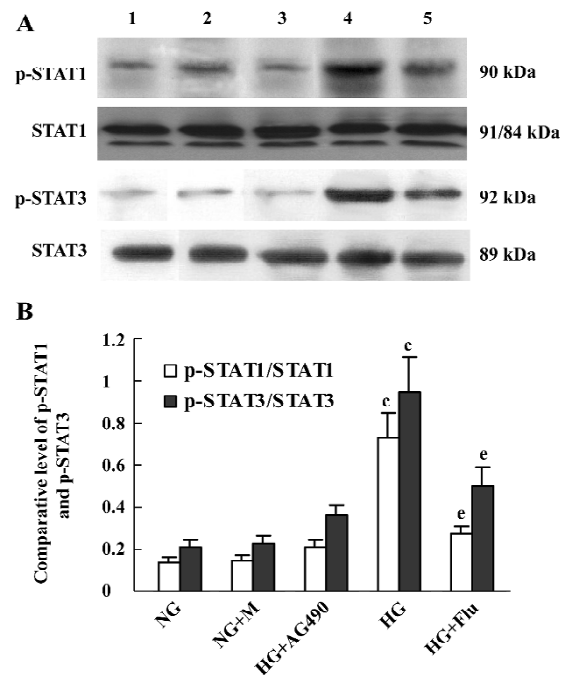 A
1 2 3 4 5
p-STAT1 90 kDa
STAT1 91/84 kDa
p-STAT3 92 kDa
STAT3 89 kDa
B
Comparative level of p-STAT1
and p-STAT3
1.2
1
0.8
0.6
0.4
0.2
0
p-STAT1/STAT1
p-STAT3/STAT3
c
c
e
e
NG
NG+M
HG+AG490
HG
HG+Flu